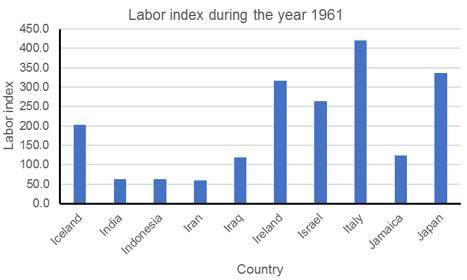 Labor index during the year 1961
450.0
400.0
350.0
300.0
250.0
200.0
150.0
100.0
50.0
0.0
Labor index
Iceland
India
Indonesia
Iran
Iraq
Ireland
Israel
Italy
Jamaica
Japan
Country